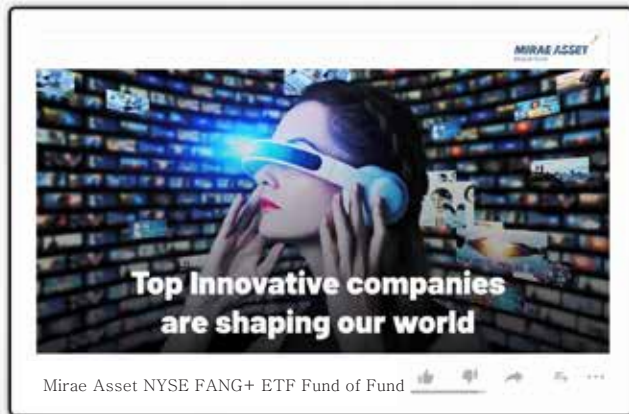 MIRAE ASSET
Top Innovative companies
are shaping our world
Mirae Asset NYSE FANG+ ETF Fund of Fund